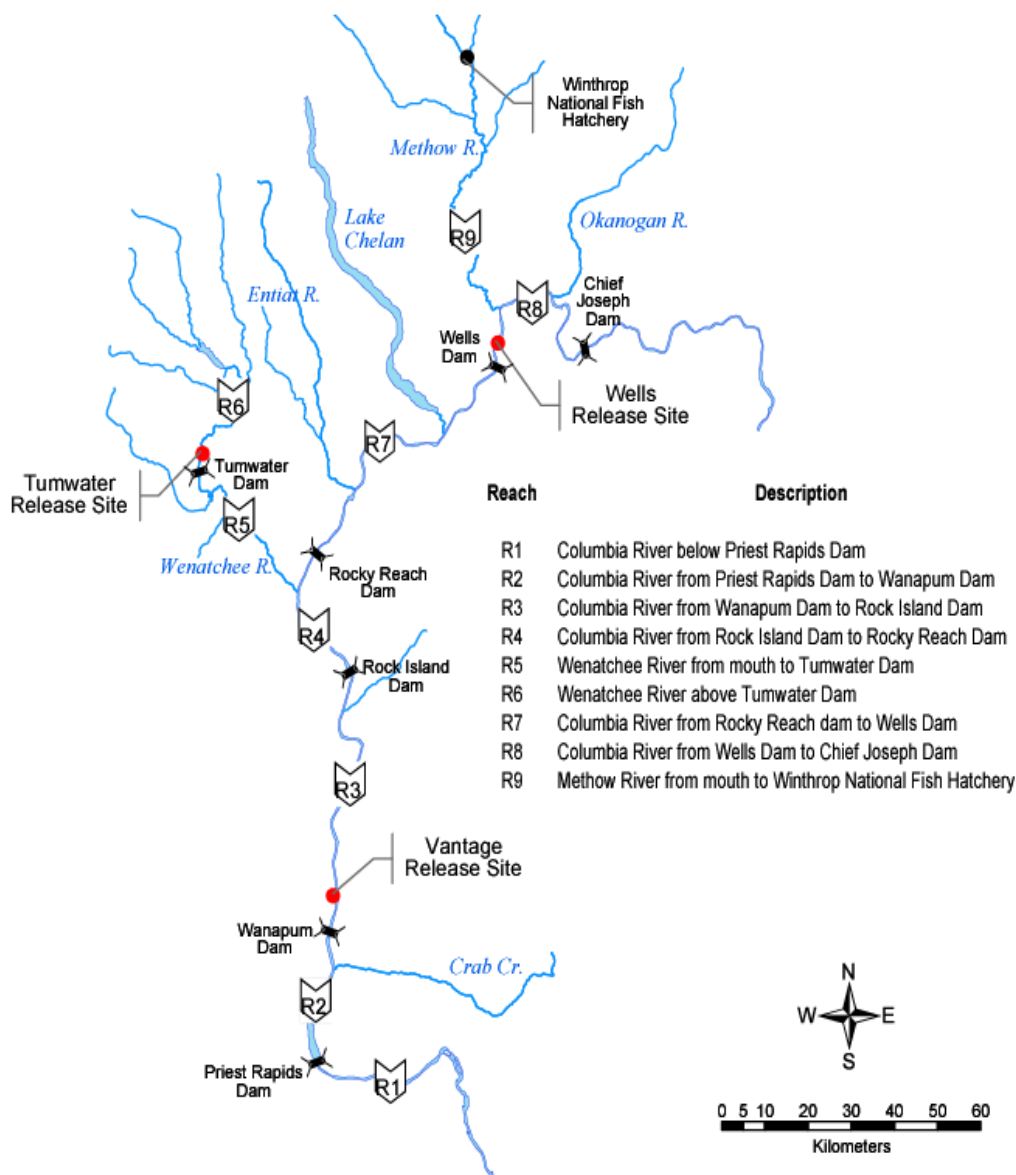 Winthrop
National Fish
Hatchery
Methow R.
Lake
Chelan
R9
Okanogan R.
Entiat R.
R8
Chief
Joseph
Dam
Wells
Dam
Wells
Release Site
R6
R7
Tumwater
Release Site
Tumwater
Dam
R5
Wenatchee R.
Rocky Reach
Dam
R4
Rock Island
Dam
Reach Description
R1 Columbia River below Priest Rapids Dam
R2 Columbia River from Priest Rapids Dam to Wanapum Dam
R3 Columbia River from Wanapum Dam to Rock Island Dam
R4 Columbia River from Rock Island Dam to Rocky Reach Dam
R5 Wenatchee River from mouth to Tumwater Dam
R6 Wenatchee River above Tumwater Dam
R7 Columbia River from Rocky Reach dam to Wells Dam
R8 Columbia River from Wells Dam to Chief Joseph Dam
R9 Methow River from mouth to Winthrop National Fish Hatchery
R3
Vantage
Release Site
Wanapum
Dam
Crab Cr.
R2
Priest Rapids
Dam
R1
N
W E
S
0 5 10 20 30 40 50 60
Kilometers